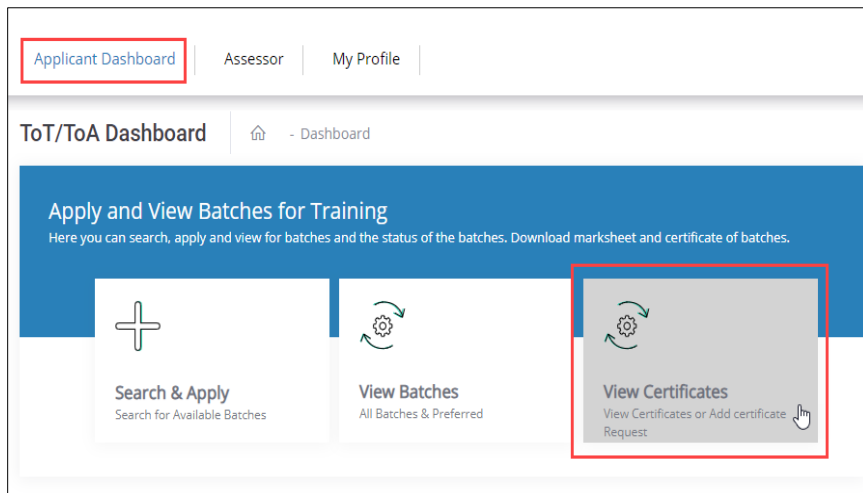 Applicant Dashboard Assessor My Profile
ToT/ToA Dashboard - Dashboard
Apply and View Batches for Training
Here you can search, apply and view for batches and the status of the batches. Download marksheet and certificate of batches.
Search & Apply
Search for Available Batches
View Batches
All Batches & Preferred
View Certificates
View Certificates or Add certificate
Request